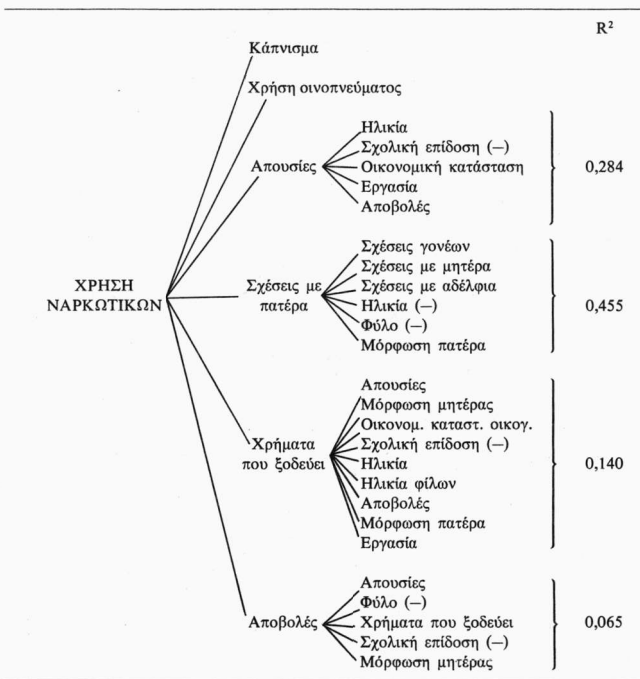 R²
Κάπνισμα
Χρήση οινοπνεύματος
Ηλικία
Σχολική επίδοση (—)
Απουσίες
Οικονομική κατάσταση
0,284
Εργασία
Αποβολές
Σχέσεις γονέων
Σχέσεις με μητέρα
ΧΡΗΣΗ
ΝΑΡΚΩΤΙΚΩΝ
Σχέσεις με
πατέρα
Σχέσεις με αδέλφια
Ηλικία (—)
0,455
Φύλο (—)
Μόρφωση πατέρα
Απουσίες
Μόρφωση μητέρας
Οικονομ. καταστ. οικογ.
Χρήματα
που ξοδεύει
Σχολική επίδοση (—)
Ηλικία
0,140
Ηλικία φίλων
Αποβολές
Μόρφωση πατέρα
Εργασία
Απουσίες
Φύλο (—)
Αποβολές
Χρήματα που ξοδεύει
0,065
Σχολική επίδοση (—)
Μόρφωση μητέρας